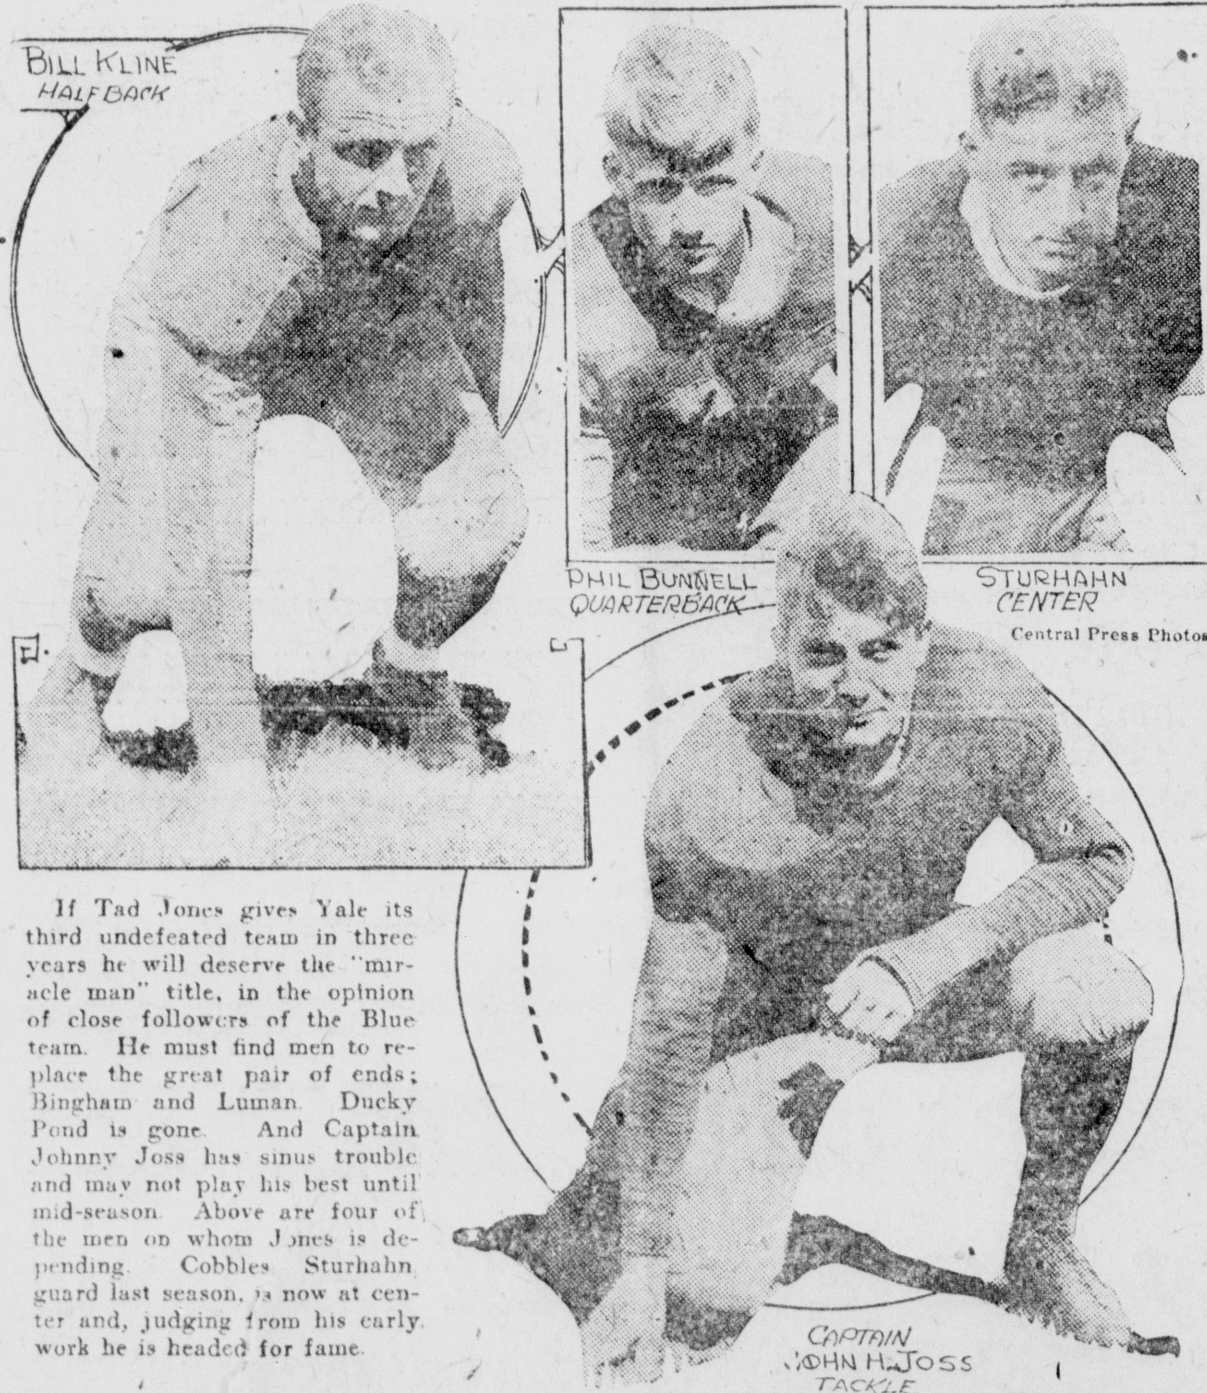 BILL KLINE
HALFBACK
PHIL BUNNELL
QUARTERBACK
STURHAHN
CENTER
Central Press Photos
If Tad Jones gives Yale its
third undefeated team in three
years he will deserve the "mir-
acle man" title, in the opinion
of close followers of the Blue
team. He must find men to re-
place the great pair of ends;
Bingham and Luman. Ducky
Pond is gone. And Captain
Johnny Joss has sinus trouble
and may not play his best until
mid-season. Above are four of
the men on whom Jones is de-
pending. Cobbles Sturhahn,
guard last season, is now at cen-
ter and, judging from his early
work he is headed for fame.
CAPTAIN
JOHN H. JOSS
TACKLE